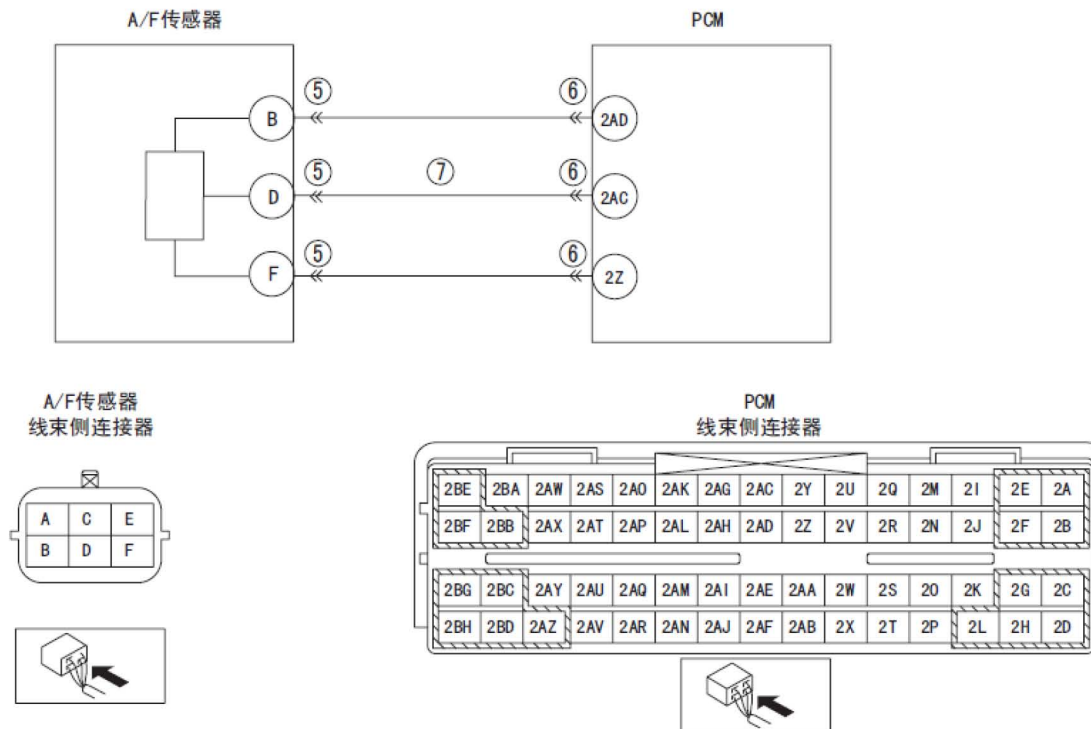 A/F传感器 PCM
⑤ ⑥
B 2AD
⑤ ⑦ ⑥
D 2AC
⑤ ⑥
F 2Z
A/F传感器
线束侧连接器
A C E
B D F
PCM
线束侧连接器
2BE 2BA 2AW 2AS 2AO 2AK 2AG 2AC 2Y 2U 2Q 2M 2I 2E 2A
2BF 2BB 2AX 2AT 2AP 2AL 2AH 2AD 2Z 2V 2R 2N 2J 2F 2B
2BG 2BC 2AY 2AU 2AQ 2AM 2AI 2AE 2AA 2W 2S 2O 2K 2G 2C
2BH 2BD 2AZ 2AV 2AR 2AN 2AJ 2AF 2AB 2X 2T 2P 2L 2H 2D